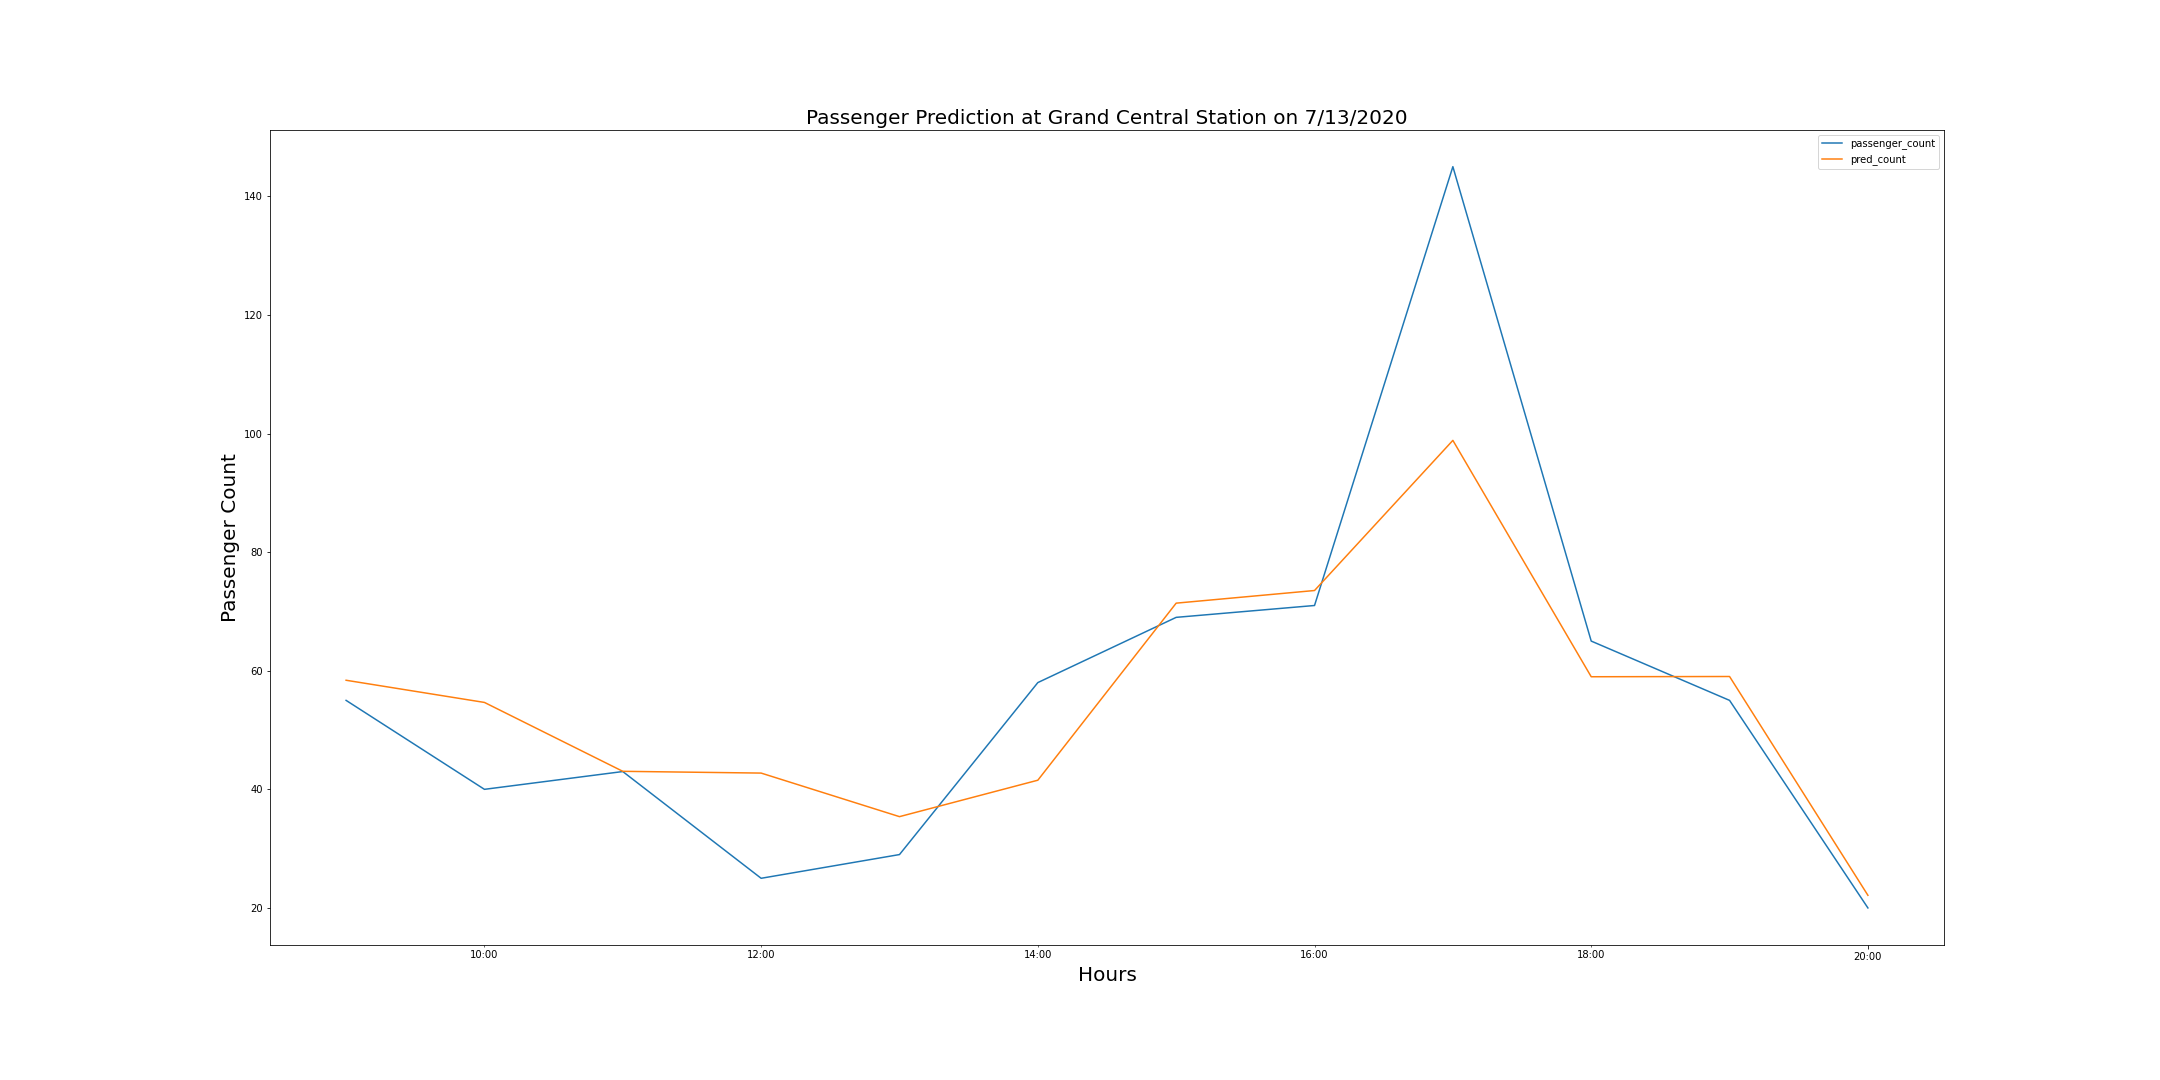 Passenger Prediction at Grand Central Station on 7/13/2020
passenger_count
pred_count
140
120
100
80
60
40
20
Passenger Count
10:00 12:00 14:00 16:00 18:00 20:00
Hours